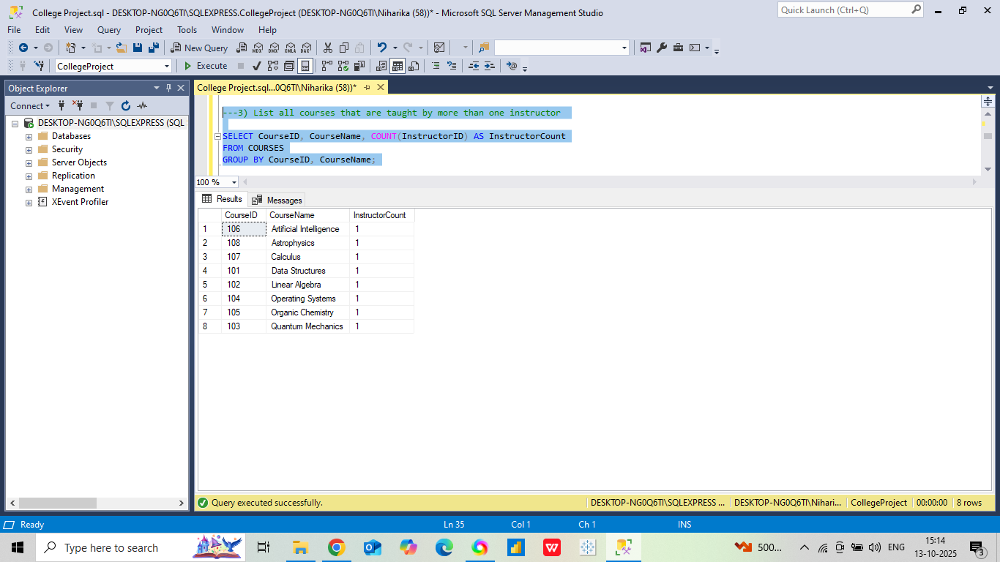 College Project.sql - DESKTOP-NG0Q6TI\SQLEXPRESS.CollegeProject (DESKTOP-NG0Q6TI\Niharika (58))* - Microsoft SQL Server Management Studio
Quick Launch (Ctrl+Q)
File Edit View Query Project Tools Window Help
New Query MDX DMX XMLA DAX
CollegeProject Execute
Object Explorer
College Project.sql...0Q6TI\Niharika (58))*
Connect
DESKTOP-NG0Q6TI\SQLEXPRESS (SQL
Databases
Security
Server Objects
Replication
Management
XEvent Profiler
---3) List all courses that are taught by more than one instructor
SELECT CourseID, CourseName, COUNT(InstructorID) AS InstructorCount
FROM COURSES
GROUP BY CourseID, CourseName;
100 %
Results Messages
CourseID CourseName InstructorCount
1 106 Artificial Intelligence 1
2 108 Astrophysics 1
3 107 Calculus 1
4 101 Data Structures 1
5 102 Linear Algebra 1
6 104 Operating Systems 1
7 105 Organic Chemistry 1
8 103 Quantum Mechanics 1
Query executed successfully. DESKTOP-NG0Q6TI\SQLEXPRESS ... DESKTOP-NG0Q6TI\Nihari... CollegeProject 00:00:00 8 rows
Ready Ln 35 Col 1 Ch 1 INS
Type here to search 500... ENG 15:14
13-10-2025 3